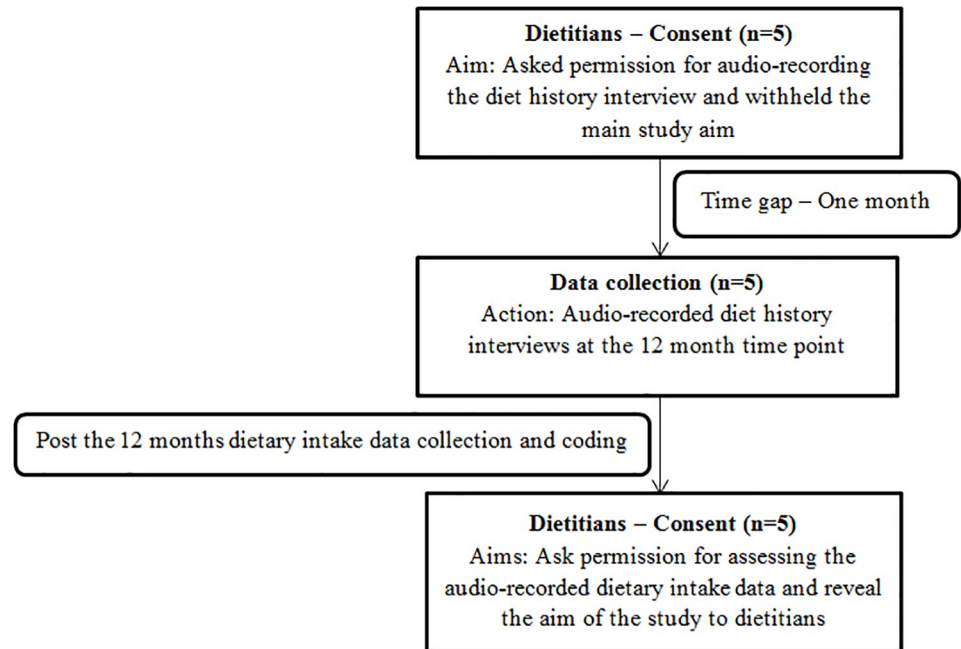 Dietitians – Consent (n=5)
Aim: Asked permission for audio-recording
the diet history interview and withheld the
main study aim
Time gap – One month
Data collection (n=5)
Action: Audio-recorded diet history
interviews at the 12 month time point
Post the 12 months dietary intake data collection and coding
Dietitians – Consent (n=5)
Aims: Ask permission for assessing the
audio-recorded dietary intake data and reveal
the aim of the study to dietitians